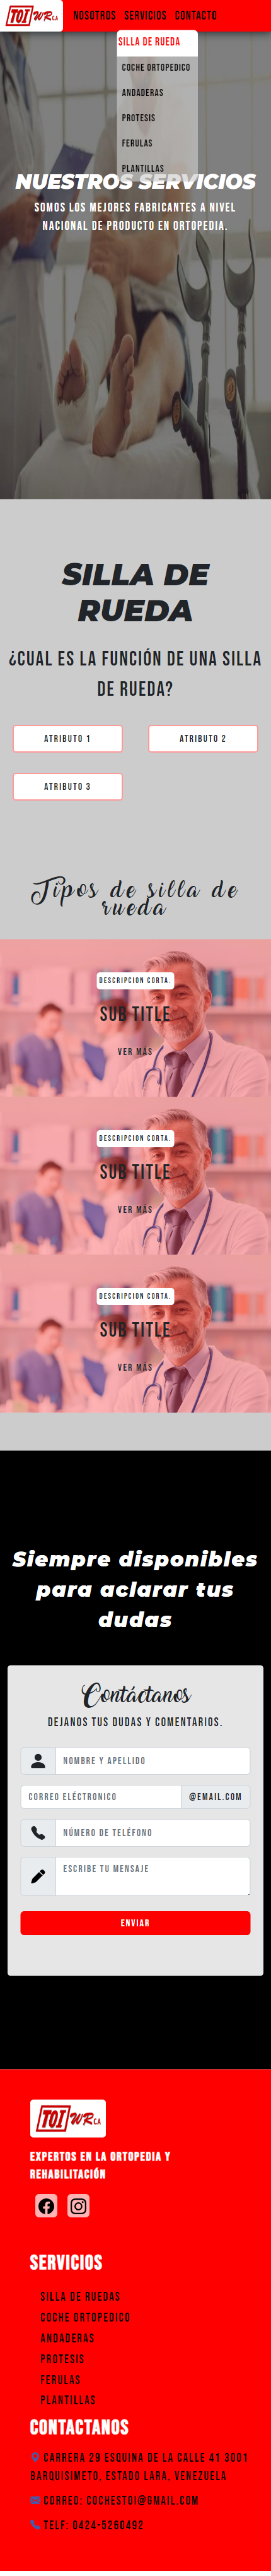 TOI WR C.A
NOSOTROS SERVICIOS CONTACTO
SILLA DE RUEDA
COCHE ORTOPEDICO
ANDADERAS
PROTESIS
FERULAS
PLANTILLAS
NUESTROS SERVICIOS
SOMOS LOS MEJORES FABRICANTES A NIVEL
NACIONAL DE PRODUCTO EN ORTOPEDIA.
SILLA DE
RUEDA
¿CUAL ES LA FUNCIÓN DE UNA SILLA
DE RUEDA?
ATRIBUTO 1 ATRIBUTO 2
ATRIBUTO 3
Tipos de silla de
rueda
DESCRIPCION CORTA.
SUB TITLE
VER MÁS
DESCRIPCION CORTA.
SUB TITLE
VER MÁS
DESCRIPCION CORTA.
SUB TITLE
VER MÁS
Siempre disponibles
para aclarar tus
dudas
Contáctanos
DEJANOS TUS DUDAS Y COMENTARIOS.
NOMBRE Y APELLIDO
CORREO ELÉCTRONICO @EMAIL.COM
NÚMERO DE TELÉFONO
ESCRIBE TU MENSAJE
ENVIAR
TOI WR C.A
EXPERTOS EN LA ORTOPEDIA Y
REHABILITACIÓN
SERVICIOS
SILLA DE RUEDAS
COCHE ORTOPEDICO
ANDADERAS
PROTESIS
FERULAS
PLANTILLAS
CONTACTANOS
CARRERA 29 ESQUINA DE LA CALLE 41 3001
BARQUISIMETO, ESTADO LARA, VENEZUELA
CORREO: COCHESTOI@GMAIL.COM
TELF: 0424-5260492